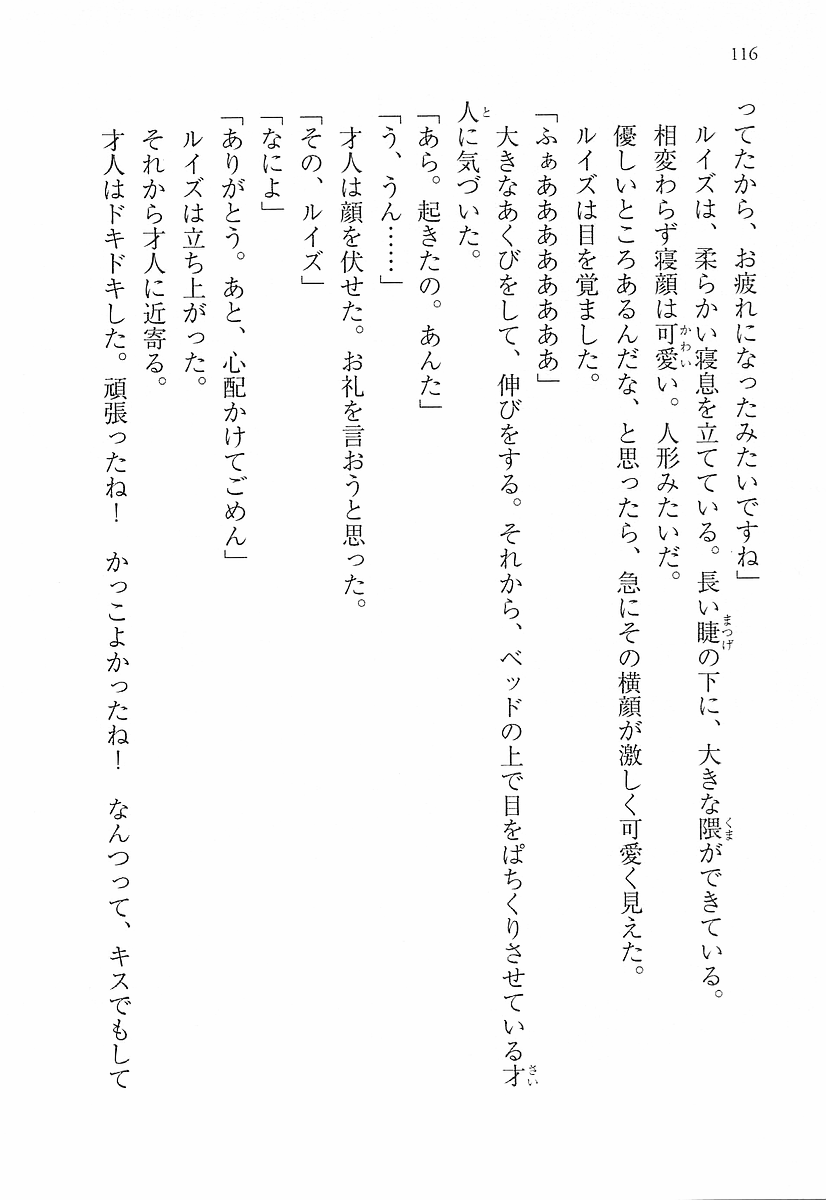 116
ってたから、お疲れになったみたいですね」
ルイズは、柔らかい寝息を立てている。長い睫の下に、大きな隈ができている。
相変わらず寝顔は可愛い。人形みたいだ。
優しいところあるんだな、と思ったら、急にその横顔が激しく可愛く見えた。
ルイズは目を覚ました。
「ふぁああああああああ」
大きなあくびをして、伸びをする。それから、ベッドの上で目をぱちくりさせている才
人に気づいた。
「あら。起きたの。あんた」
「う、うん……」
才人は顔を伏せた。お礼を言おうと思った。
「その、ルイズ」
「なによ」
「ありがとう。あと、心配かけてごめん」
ルイズは立ち上がった。
それから才人に近寄る。
才人はドキドキした。頑張ったね！　かっこよかったね！　なんつって、キスでもして